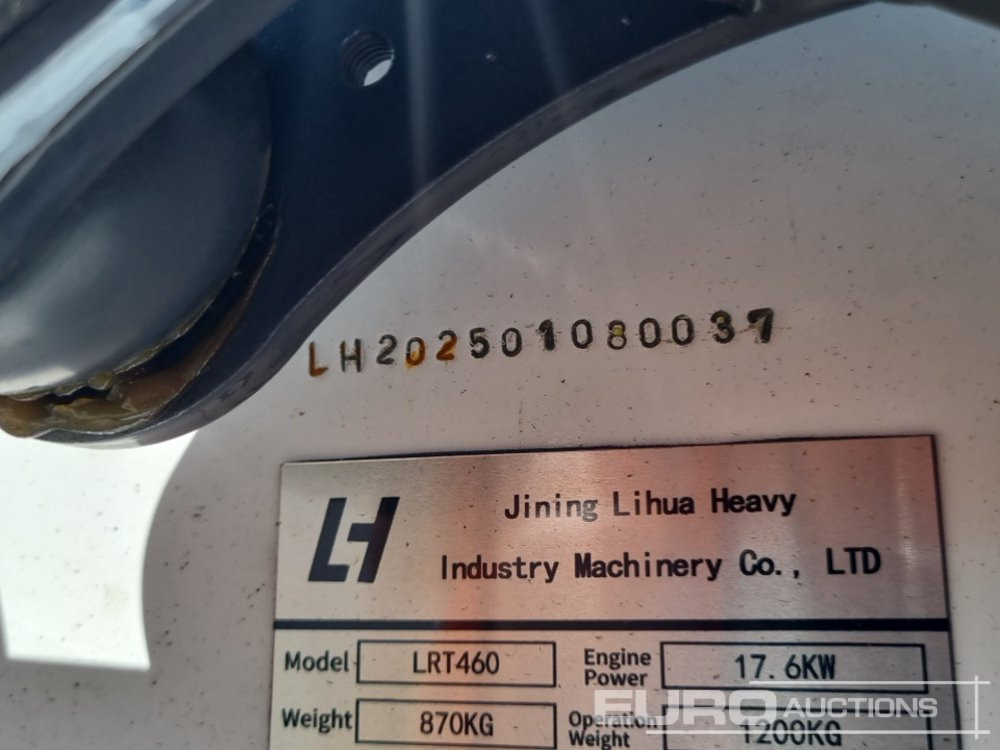 LH202501080037
LH
Jining Lihua Heavy
Industry Machinery Co., LTD
Model LRT460 Engine Power 17.6KW
Weight 870KG Operation Weight 1200KG
EURO AUCTIONS